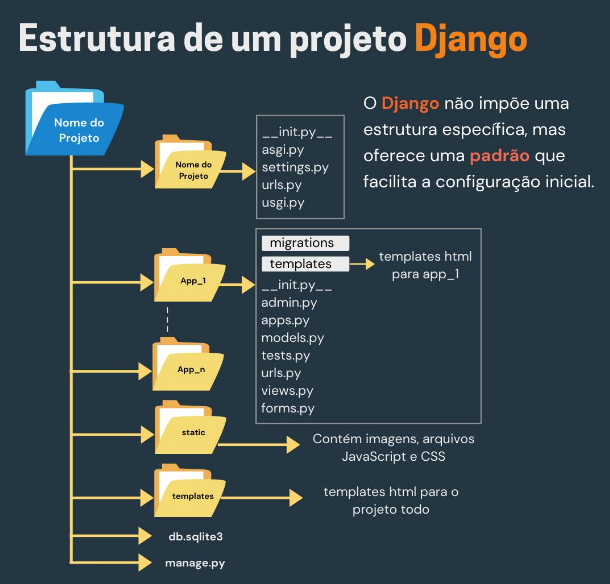 Estrutura de um projeto Django
Nome do
Projeto
O Django não impõe uma
estrutura específica, mas
oferece uma padrão que
facilita a configuração inicial.
Nome do
Projeto
__init.py__
asgi.py
settings.py
urls.py
usgi.py
App_1
migrations
templates
templates html
para app_1
__init.py__
admin.py
apps.py
models.py
tests.py
urls.py
views.py
forms.py
App_n
static
Contém imagens, arquivos
JavaScript e CSS
templates
templates html para o
projeto todo
db.sqlite3
manage.py